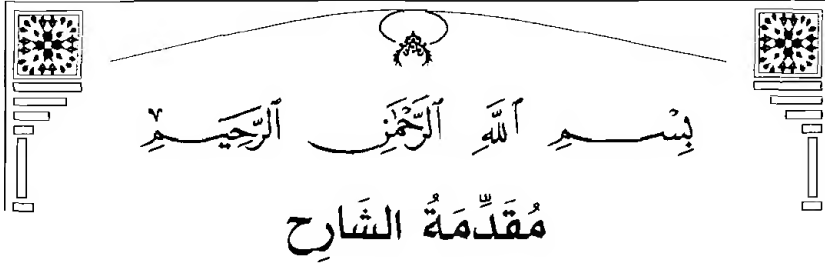 بِسْمِ ٱللَّهِ ٱلرَّحْمَٰنِ ٱلرَّحِيمِ
مُقَدِّمَةُ الشَارِح